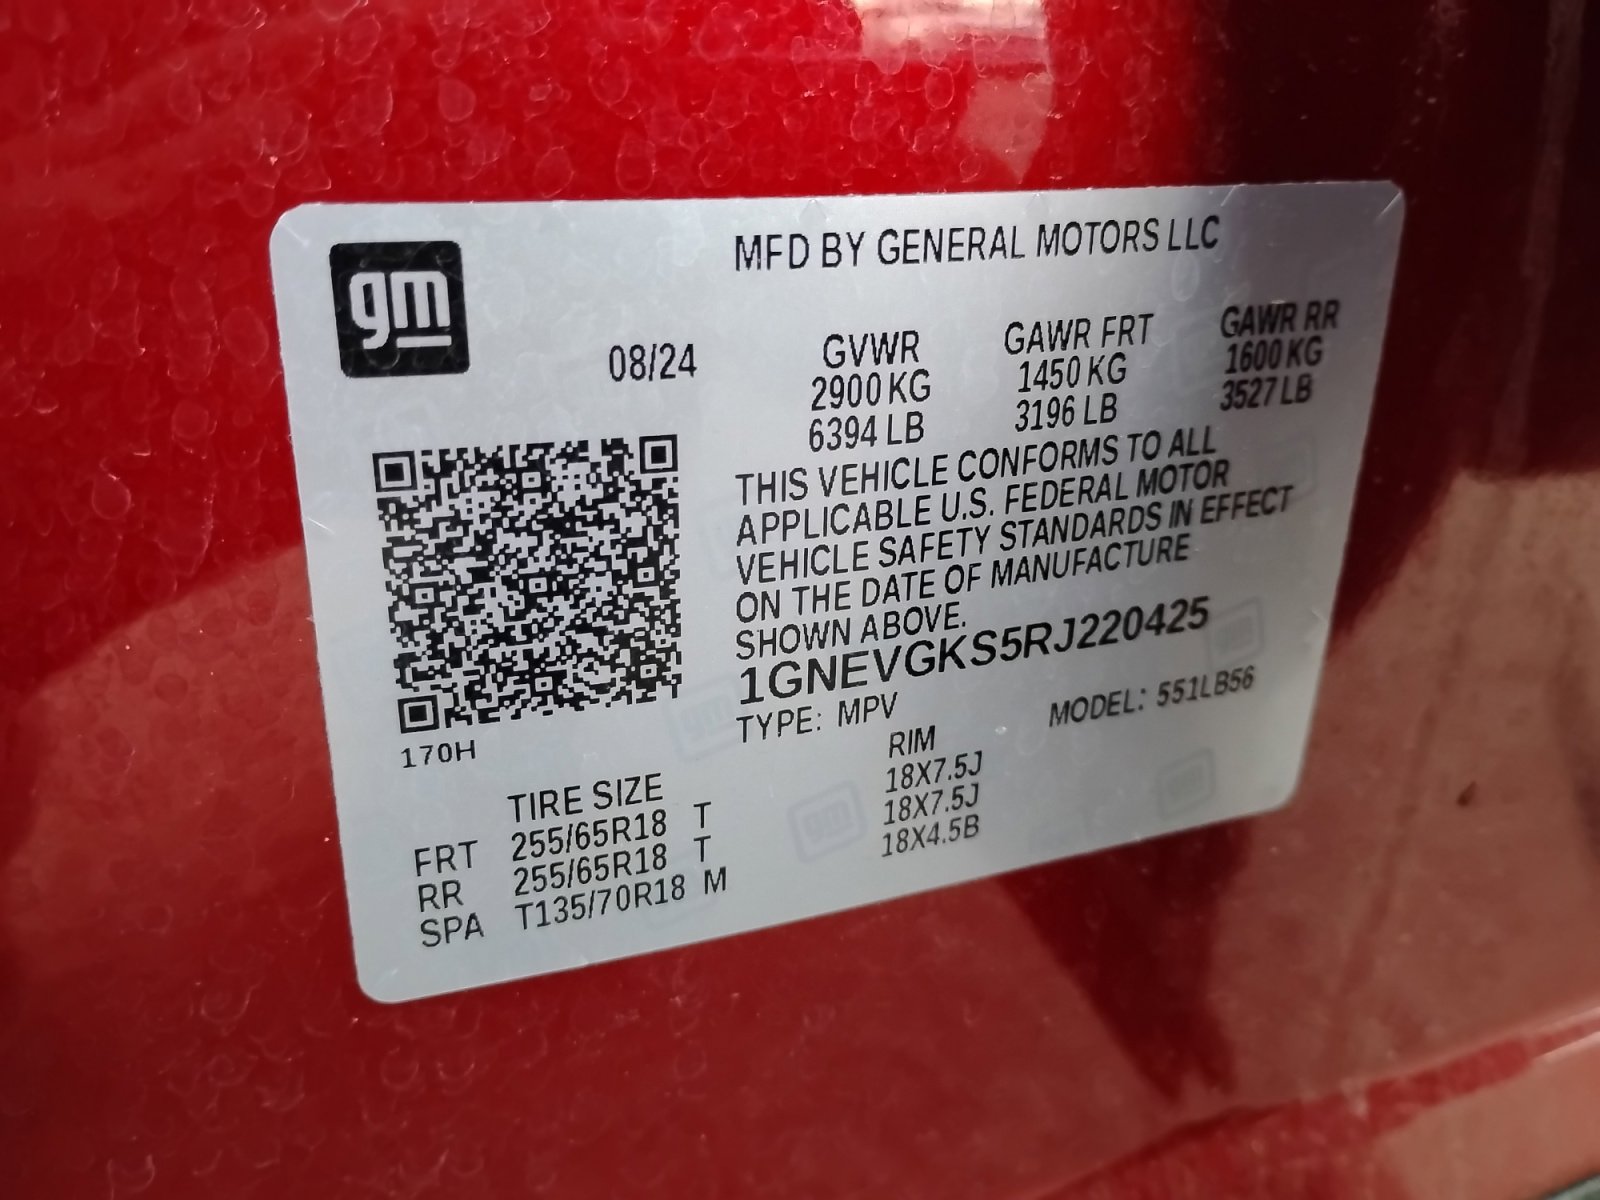 gm
MFD BY GENERAL MOTORS LLC
08/24
GVWR GAWR FRT GAWR RR
2900 KG 1450 KG 1600 KG
6394 LB 3196 LB 3527 LB
THIS VEHICLE CONFORMS TO ALL
APPLICABLE U.S. FEDERAL MOTOR
VEHICLE SAFETY STANDARDS IN EFFECT
ON THE DATE OF MANUFACTURE
SHOWN ABOVE.
1GNEVGKS5RJ220425
TYPE: MPV MODEL: 551LB56
170H
TIRE SIZE RIM
FRT 255/65R18 T 18X7.5J
RR 255/65R18 T 18X7.5J
SPA T135/70R18 M 18X4.5B